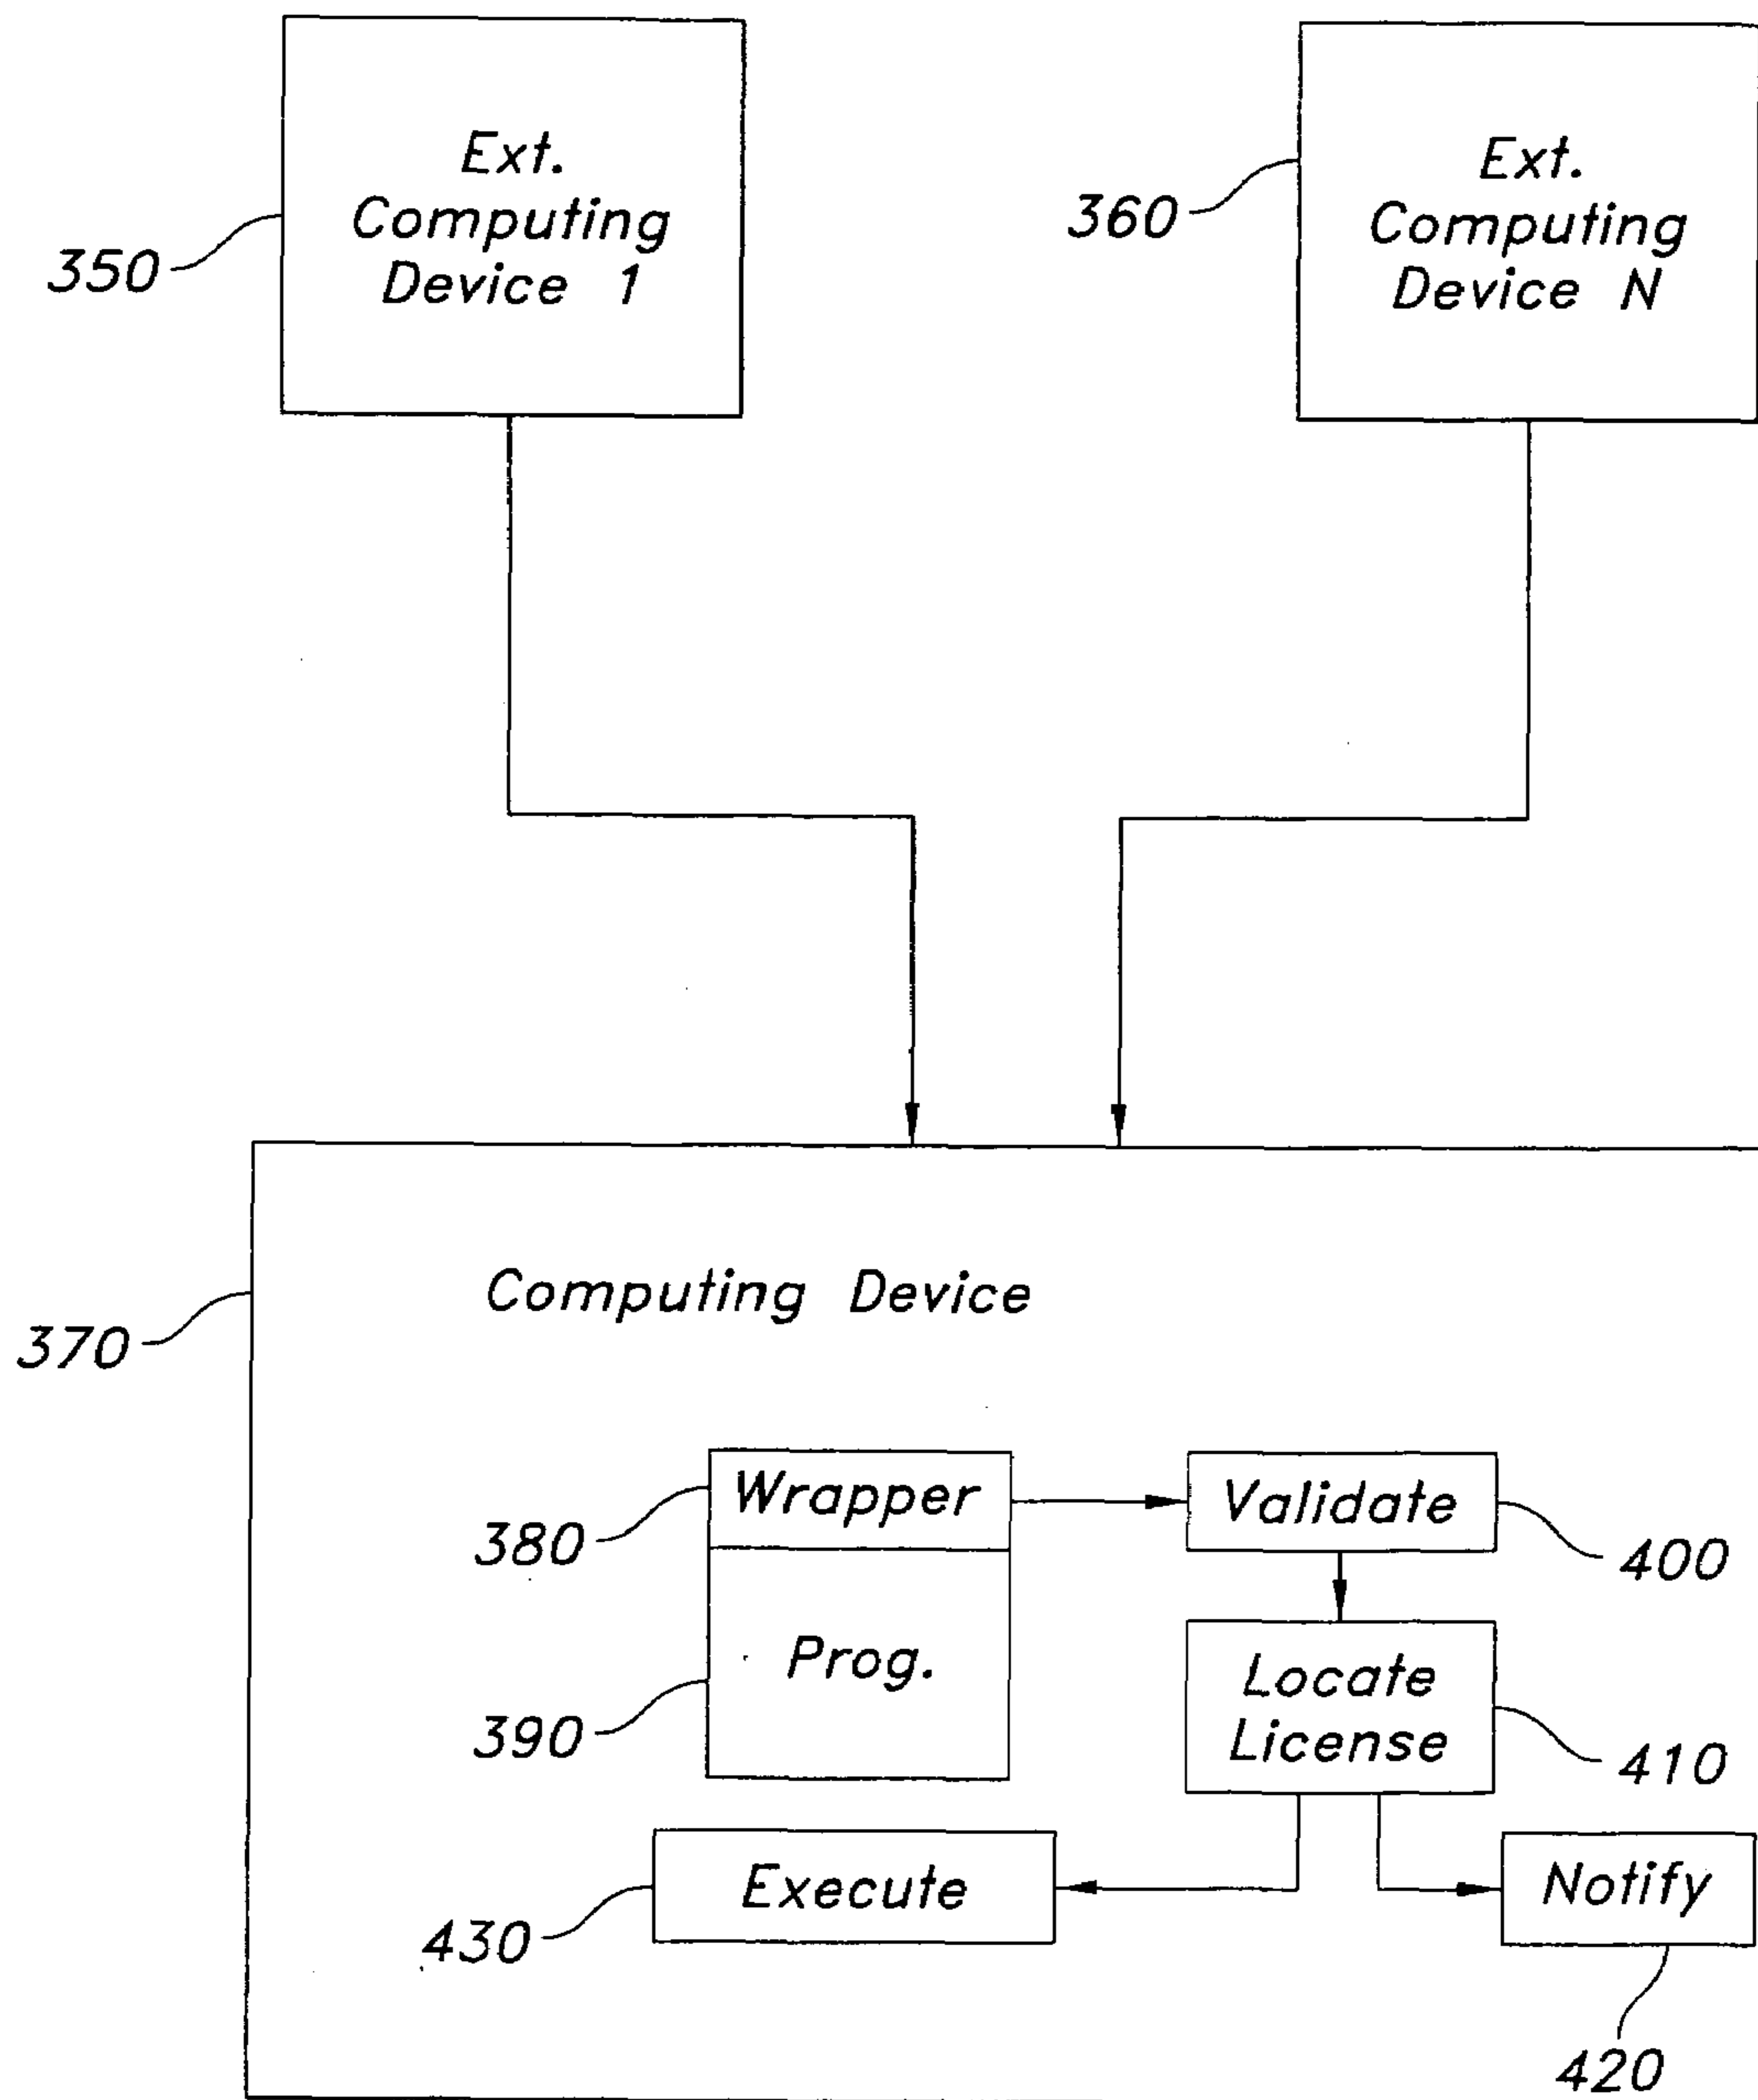 Ext.
Computing
Device 1
350
Ext.
Computing
Device N
360
Computing Device
370
Wrapper
380
Prog.
390
Validate
400
Locate
License
410
Execute
430
Notify
420